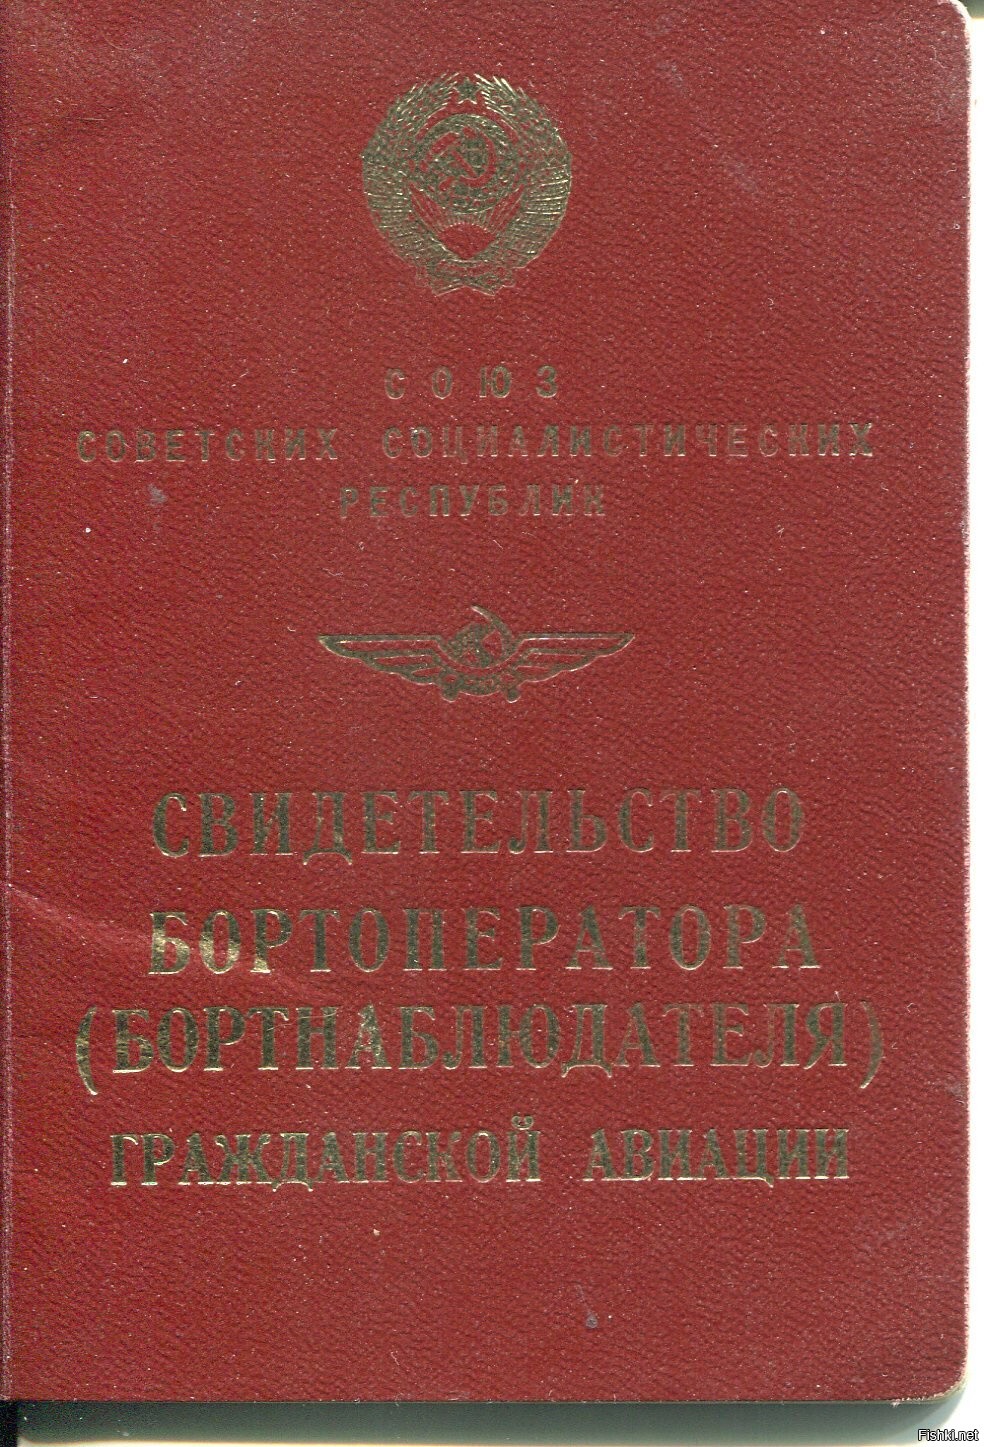 СОЮЗ
СОВЕТСКИХ СОЦИАЛИСТИЧЕСКИХ
РЕСПУБЛИК
СВИДЕТЕЛЬСТВО
БОРТОПЕРАТОРА
(БОРТНАБЛЮДАТЕЛЯ)
ГРАЖДАНСКОЙ АВИАЦИИ
Fishki.net